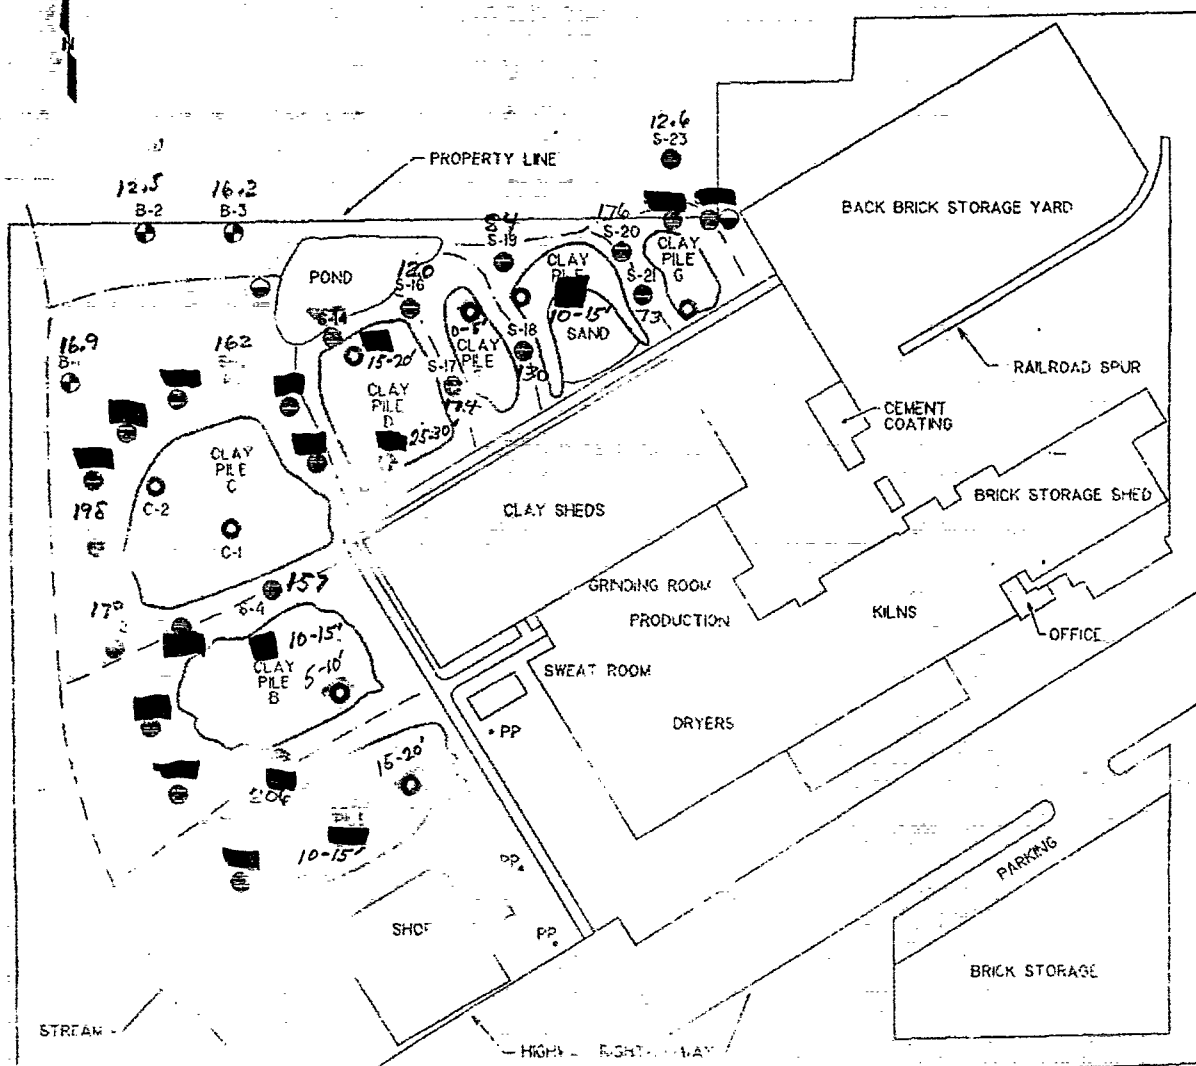 N
12.6
S-23
PROPERTY LINE
12.5
B-2
16.2
B-3
BACK BRICK STORAGE YARD
84
S-19
176
S-20
CLAY
PILE
G
POND
120
S-16
CLAY
PILE
S-21
73
10-15'
SAND
S-14
S-18
130
CLAY
PILE
E
16.9
162
15-20'
S-17
174
RAILROAD SPUR
CLAY
PILE
D
25-30'
CEMENT
COATING
CLAY
PILE
C
C-2
C-1
198
CLAY SHEDS
BRICK STORAGE SHED
159
S-4
GRINDING ROOM
PRODUCTION
KILNS
OFFICE
10-15'
CLAY
PILE
B
5-10'
SWEAT ROOM
DRYERS
PP
15-20'
PILE
10-15'
PARKING
PP
SHOP
PP
BRICK STORAGE
STREAM